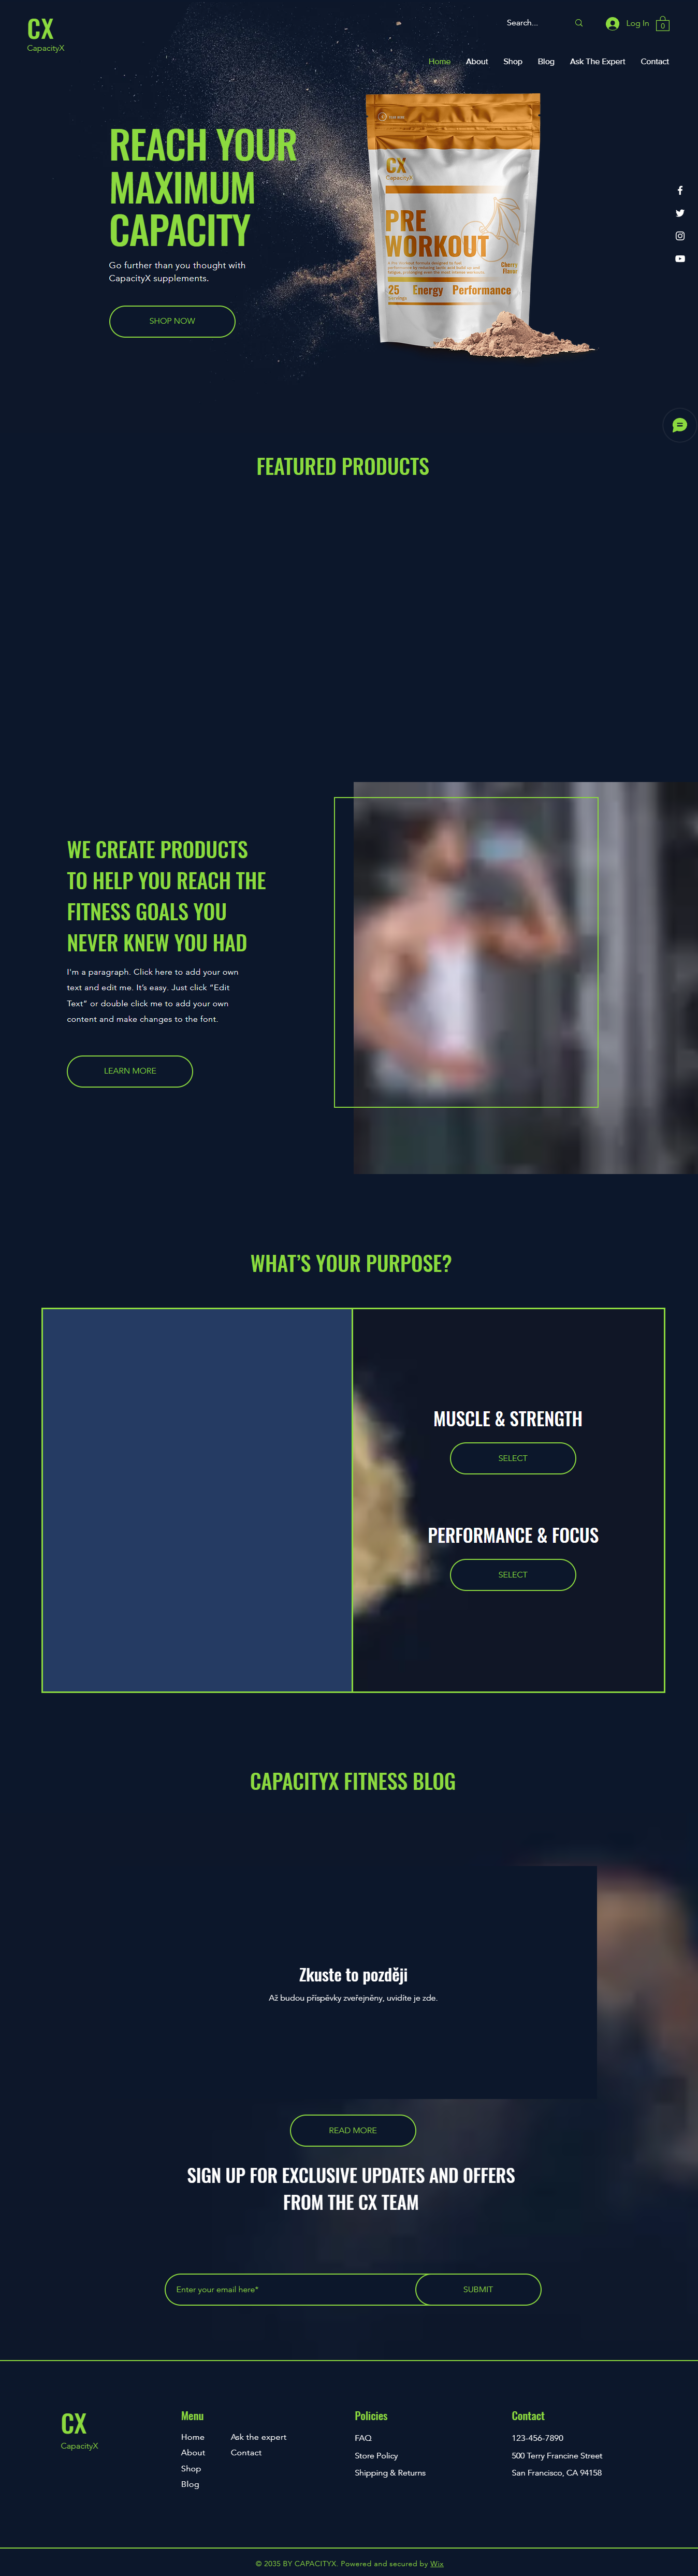 CX
CapacityX
Search...
Log In
0
Home About Shop Blog Ask The Expert Contact
REACH YOUR
MAXIMUM
CAPACITY
Go further than you thought with
CapacityX supplements.
SHOP NOW
CX
CapacityX
PRE
WORKOUT
Cherry
Flavor
25 Energy Performance
Servings
FEATURED PRODUCTS
WE CREATE PRODUCTS
TO HELP YOU REACH THE
FITNESS GOALS YOU
NEVER KNEW YOU HAD
I'm a paragraph. Click here to add your own
text and edit me. It's easy. Just click “Edit
Text” or double click me to add your own
content and make changes to the font.
LEARN MORE
WHAT’S YOUR PURPOSE?
MUSCLE & STRENGTH
SELECT
PERFORMANCE & FOCUS
SELECT
CAPACITYX FITNESS BLOG
Zkuste to později
Až budou příspěvky zveřejněny, uvidíte je zde.
READ MORE
SIGN UP FOR EXCLUSIVE UPDATES AND OFFERS
FROM THE CX TEAM
Enter your email here*
SUBMIT
CX
CapacityX
Menu
Home
About
Shop
Blog
Ask the expert
Contact
Policies
FAQ
Store Policy
Shipping & Returns
Contact
123-456-7890
500 Terry Francine Street
San Francisco, CA 94158
© 2035 BY CAPACITYX. Powered and secured by Wix